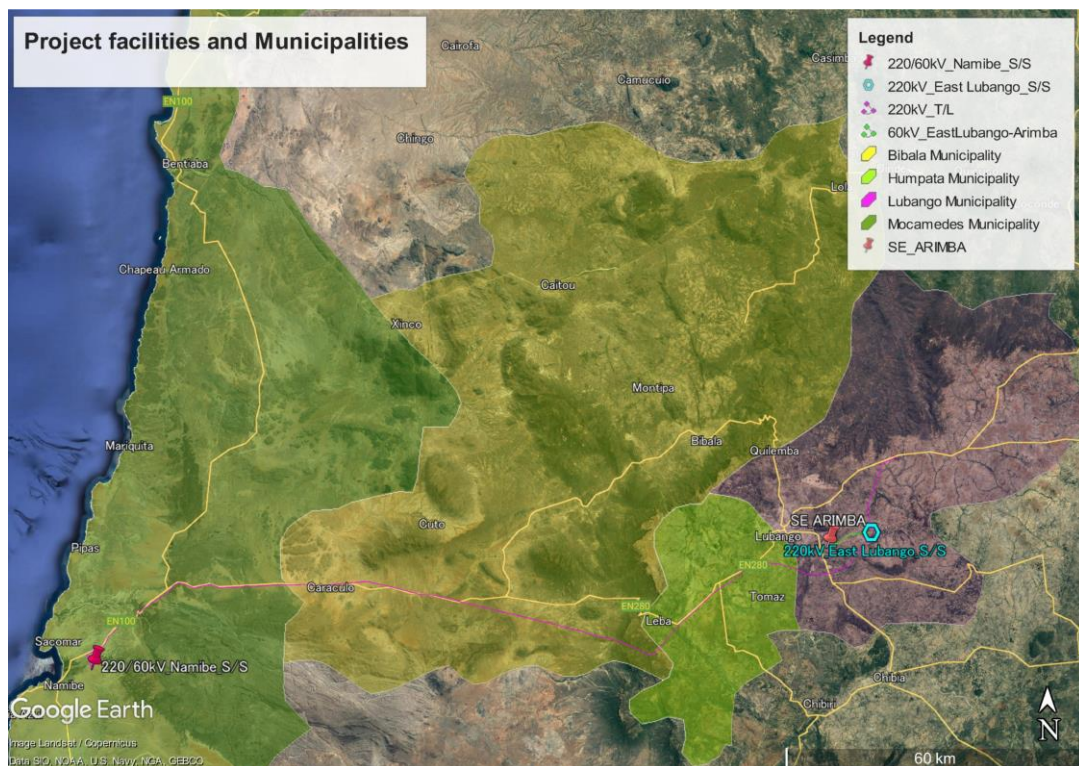 Project facilities and Municipalities
Legend
220/60kV_Namibe_S/S
220kV_East Lubango_S/S
220kV_T/L
60kV_EastLubango-Arimba
Bibala Municipality
Humpata Municipality
Lubango Municipality
Mocamedes Municipality
SE_ARIMBA
Cairofa
Camucuio
EN100
Chingo
Bentiaba
Chapeau Armado
Caitou
Xinco
Montipa
Mariquita
Bibala
Quilemba
Cuto
SE_ARIMBA
Lubango
220kV_East Lubango_S/S
Pipas
EN280
Caraculo
Tomaz
EN280
EN100
Leba
Sacomar
220/60kV_Namibe_S/S
Namibe
Chibia
Chibiri
Google Earth
N
Image Landsat / Copernicus
Data SIO, NOAA, U.S. Navy, NGA, GEBCO
60 km